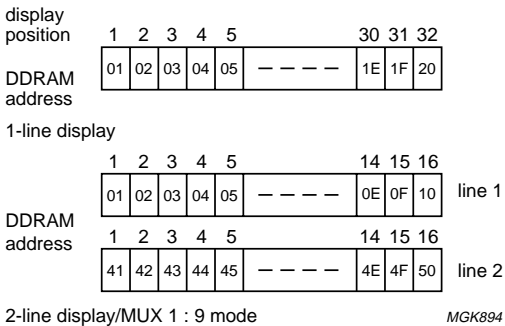 display
position 1 2 3 4 5 30 31 32
DDRAM
address 01 02 03 04 05 1E 1F 20
1-line display
1 2 3 4 5 14 15 16
01 02 03 04 05 0E 0F 10 line 1
DDRAM
address 1 2 3 4 5 14 15 16
41 42 43 44 45 4E 4F 50 line 2
2-line display/MUX 1 : 9 mode MGK894